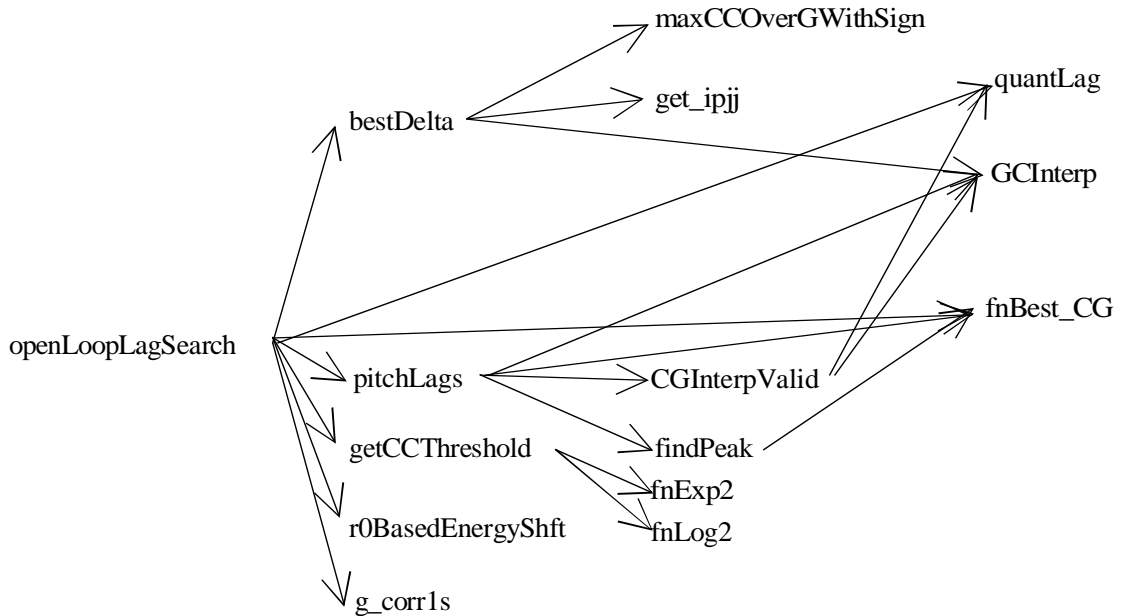 maxCCOverGWithSign
quantLag
get_ipjj
bestDelta
GCInterp
fnBest_CG
openLoopLagSearch
pitchLags
CGInterpValid
getCCThreshold
findPeak
fnExp2
r0BasedEnergyShft
fnLog2
g_corr1s